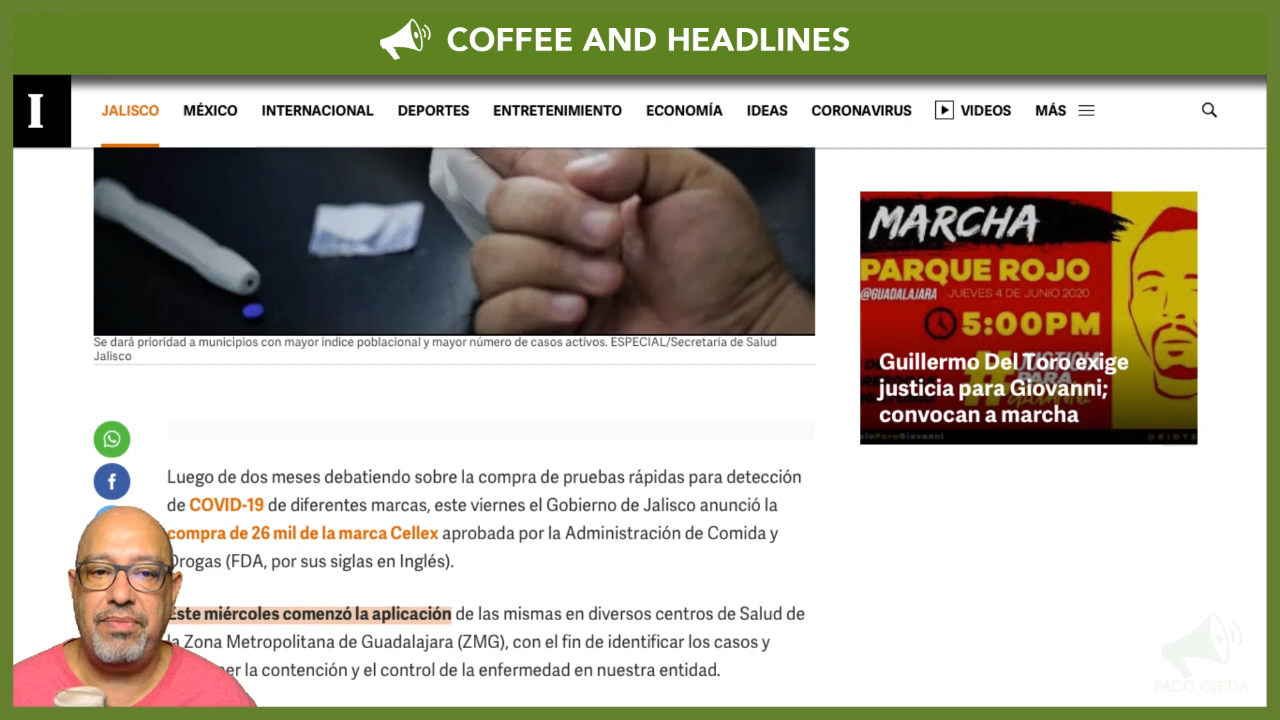 COFFEE AND HEADLINES
I
JALISCO MÉXICO INTERNACIONAL DEPORTES ENTRETENIMIENTO ECONOMÍA IDEAS CORONAVIRUS VIDEOS MÁS
Se dará prioridad a municipios con mayor índice poblacional y mayor número de casos activos. ESPECIAL/Secretaría de Salud
Jalisco
MARCHA
PARQUE ROJO
@GUADALAJARA JUEVES 4 DE JUNIO 2020
5:00PM
Guillermo Del Toro exige
justicia para Giovanni;
convocan a marcha
Luego de dos meses debatiendo sobre la compra de pruebas rápidas para detección
de COVID-19 de diferentes marcas, este viernes el Gobierno de Jalisco anunció la
compra de 26 mil de la marca Cellex aprobada por la Administración de Comida y
Drogas (FDA, por sus siglas en Inglés).
Este miércoles comenzó la aplicación de las mismas en diversos centros de Salud de
la Zona Metropolitana de Guadalajara (ZMG), con el fin de identificar los casos y
la contención y el control de la enfermedad en nuestra entidad.
PACO OJEDA